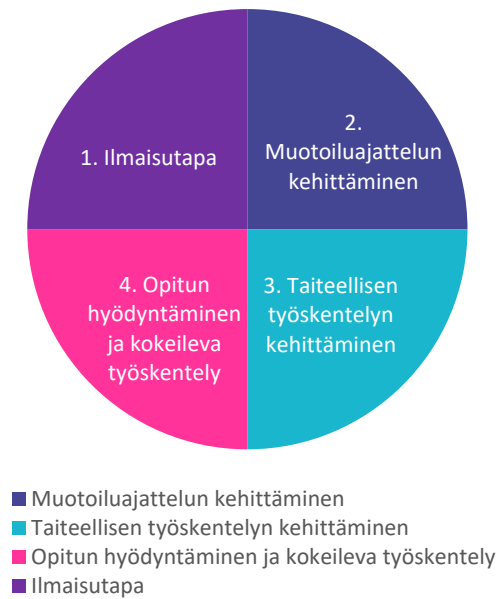 1. Ilmaisutapa
2.
Muotoiluajattelun
kehittäminen
3. Taiteellisen
työskentelyn
kehittäminen
4. Opitun
hyödyntäminen
ja kokeileva
työskentely
Muotoiluajattelun kehittäminen
Taiteellisen työskentelyn kehittäminen
Opitun hyödyntäminen ja kokeileva työskentely
Ilmaisutapa